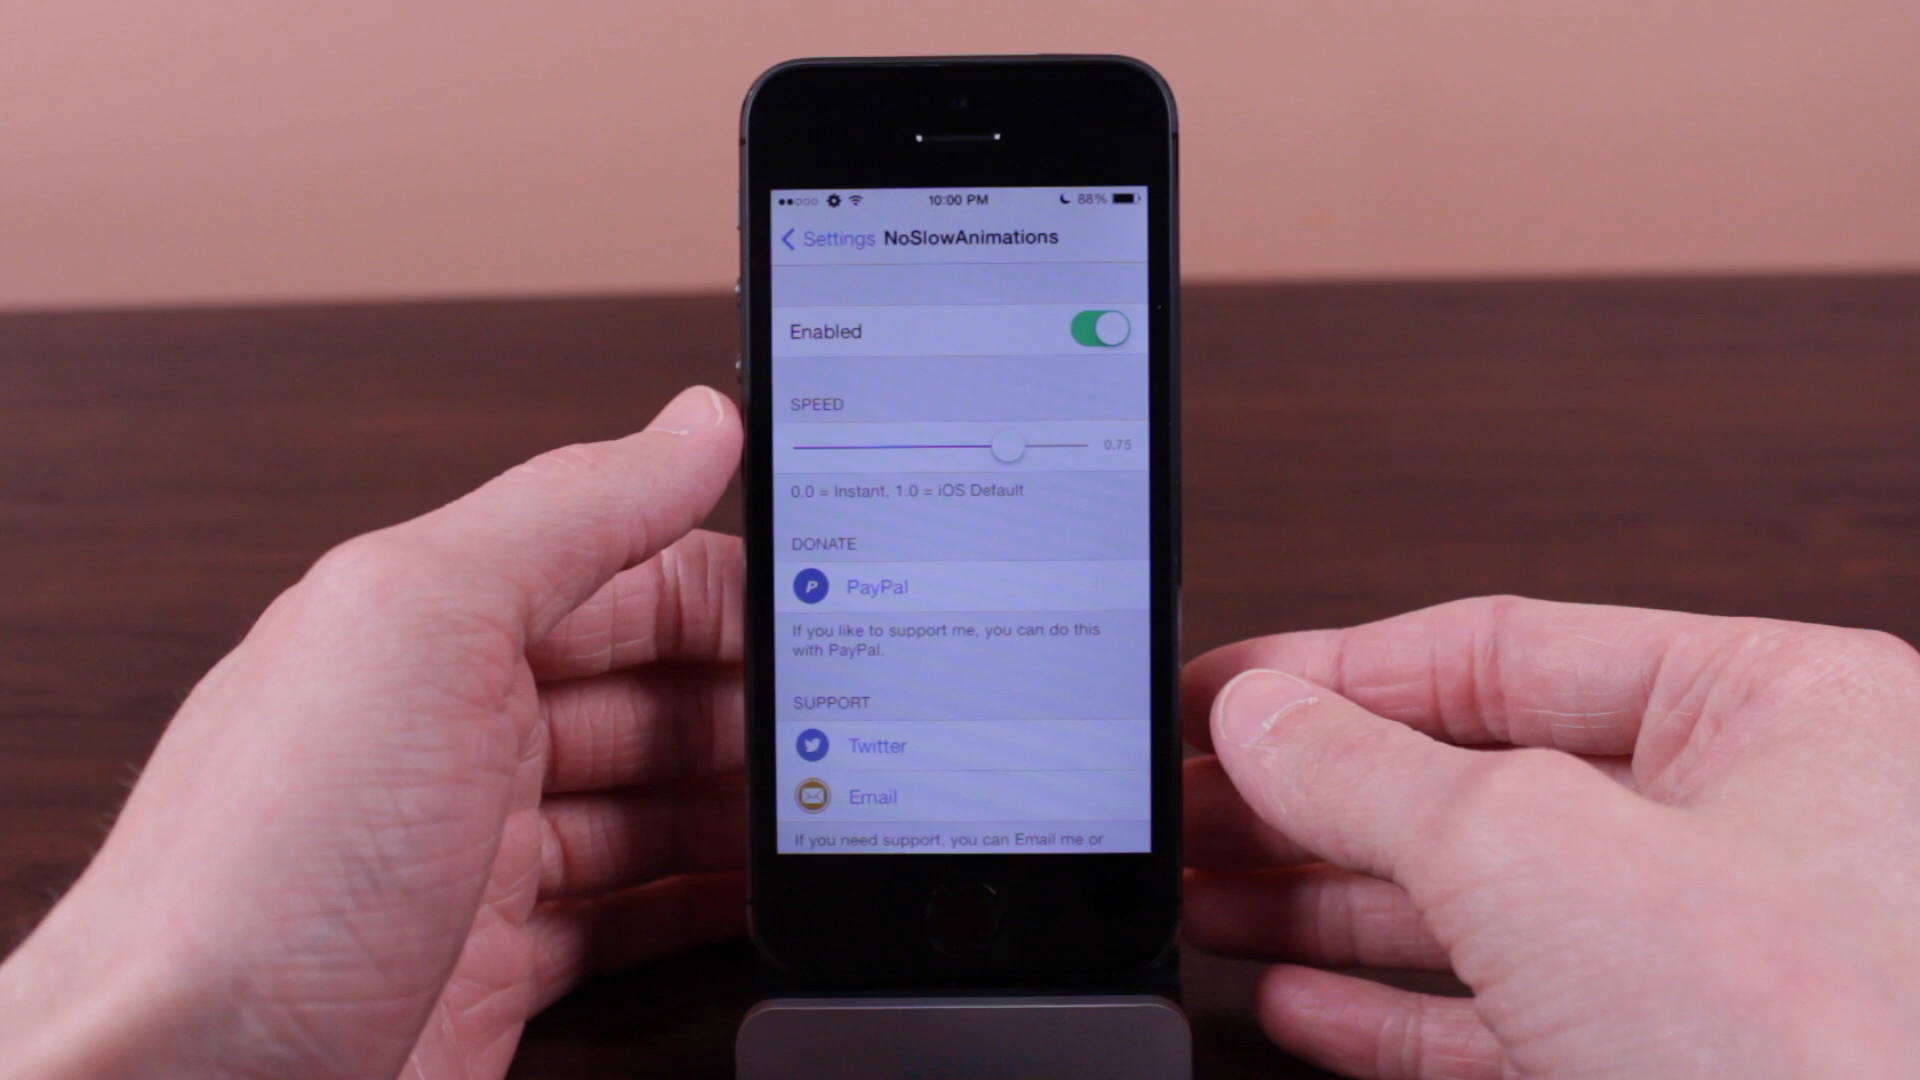 10:00 PM 88%
Settings NoSlowAnimations
Enabled
SPEED
0.75
0.0 = Instant, 1.0 = iOS Default
DONATE
P PayPal
If you like to support me, you can do this
with PayPal.
SUPPORT
Twitter
Email
If you need support, you can Email me or